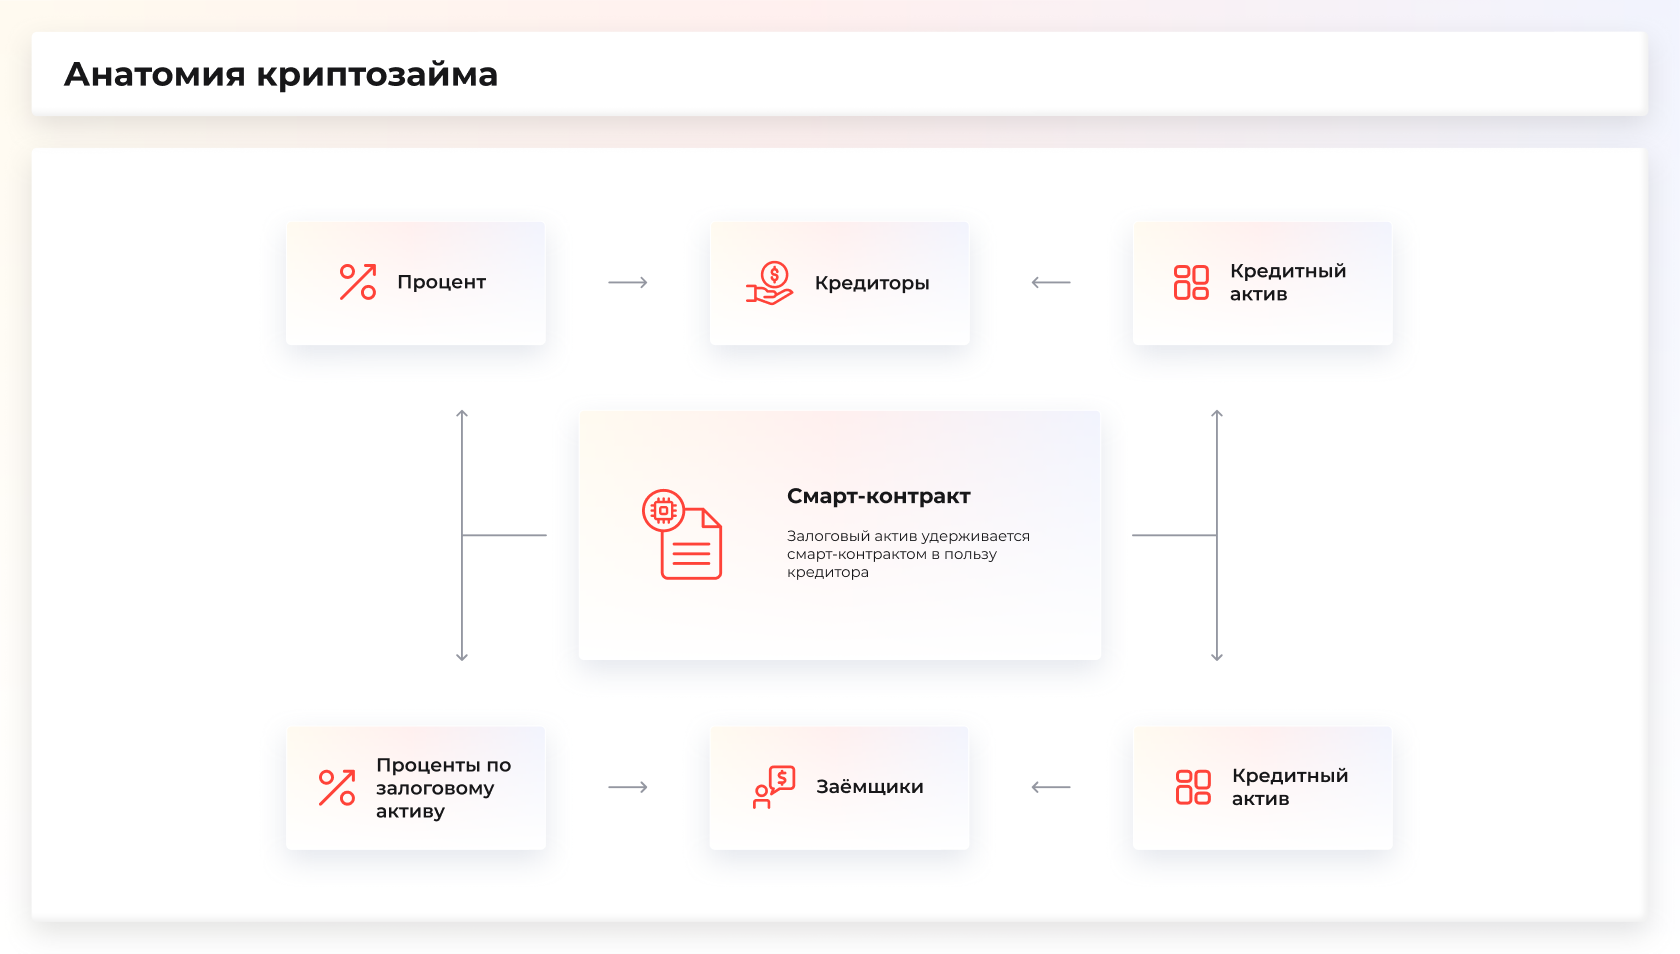 Анатомия криптозайма
Процент
Кредиторы
Кредитный
актив
Смарт-контракт
Залоговый актив удерживается
смарт-контрактом в пользу
кредитора
Проценты по
залоговому
активу
Заёмщики
Кредитный
актив